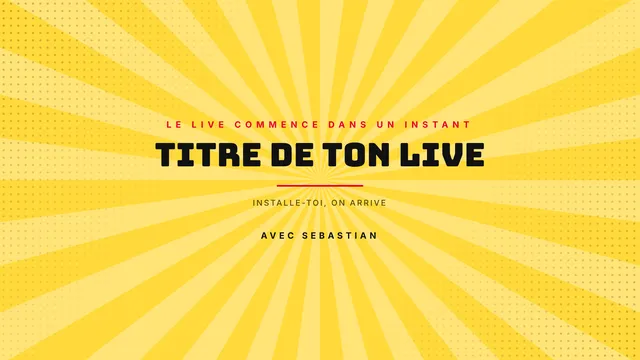 LE LIVE COMMENCE DANS UN INSTANT
TITRE DE TON LIVE
INSTALLE-TOI, ON ARRIVE
AVEC SEBASTIAN